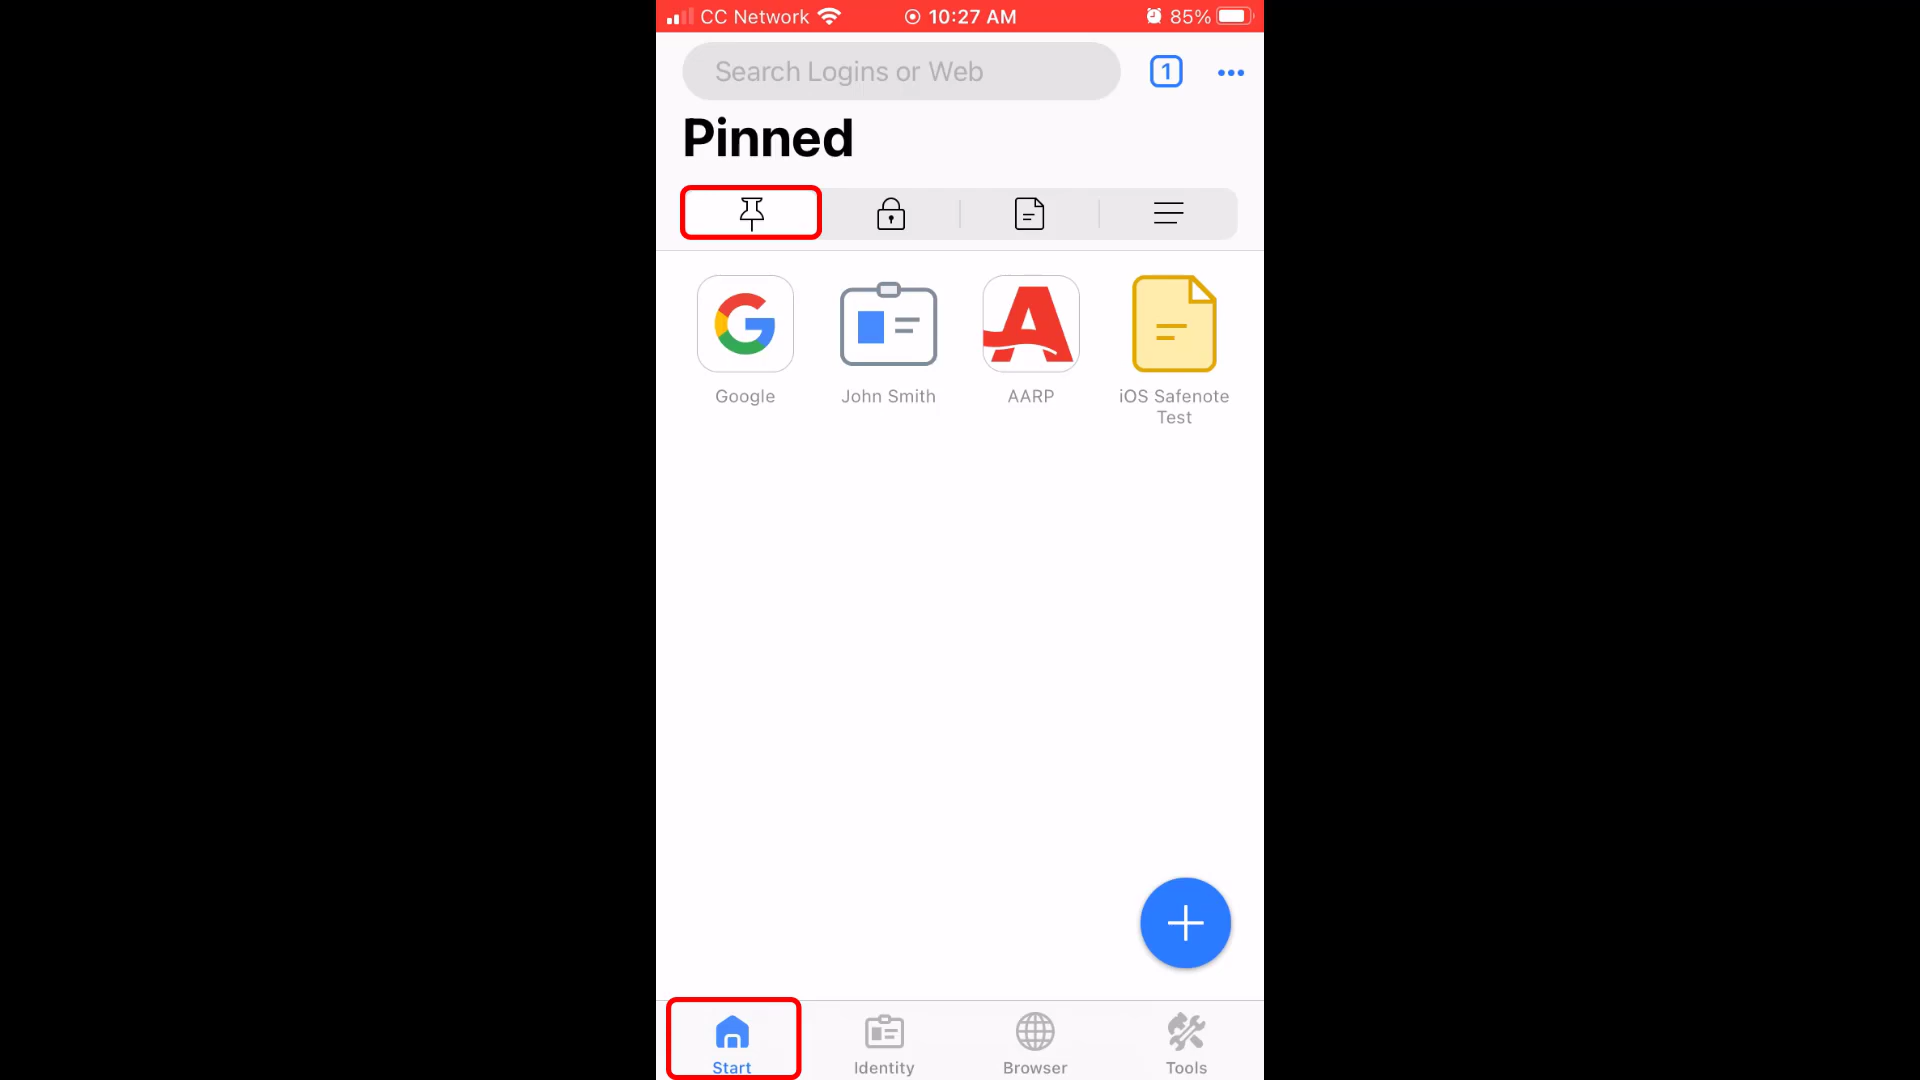 CC Network 10:27 AM 85%
Search Logins or Web 1
Pinned
Google John Smith AARP iOS Safenote
Test
Start Identity Browser Tools